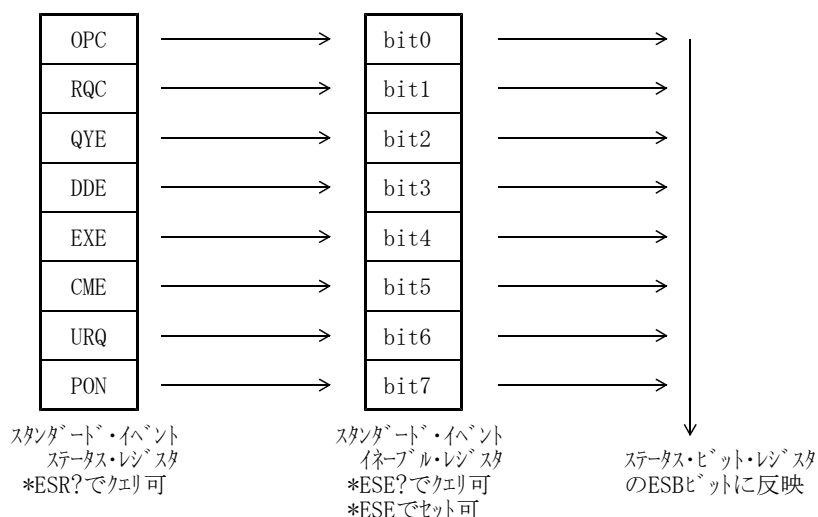 OPC bit0
RQC bit1
QYE bit2
DDE bit3
EXE bit4
CME bit5
URQ bit6
PON bit7
スタンダード・イベント
ステータス・レジスタ
*ESR?でクエリ可
スタンダード・イベント
イネーブル・レジスタ
*ESE?でクエリ可
*ESEでセット可
ステータス・ビット・レジスタ
のESBビットに反映